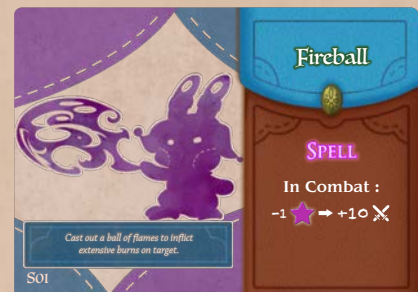 Fireball
SPELL
In Combat :
-1 ➡ +10
Cast out a ball of flames to inflict
extensive burns on target.
S01